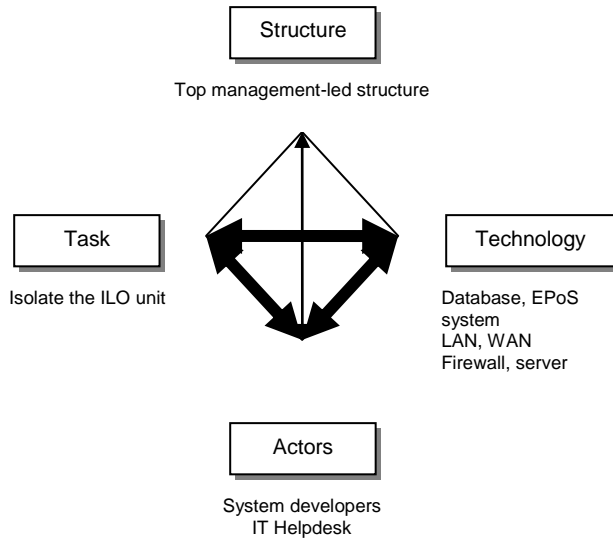 Structure
Top management-led structure
Task
Isolate the ILO unit
Technology
Database, EPoS
system
LAN, WAN
Firewall, server
Actors
System developers
IT Helpdesk